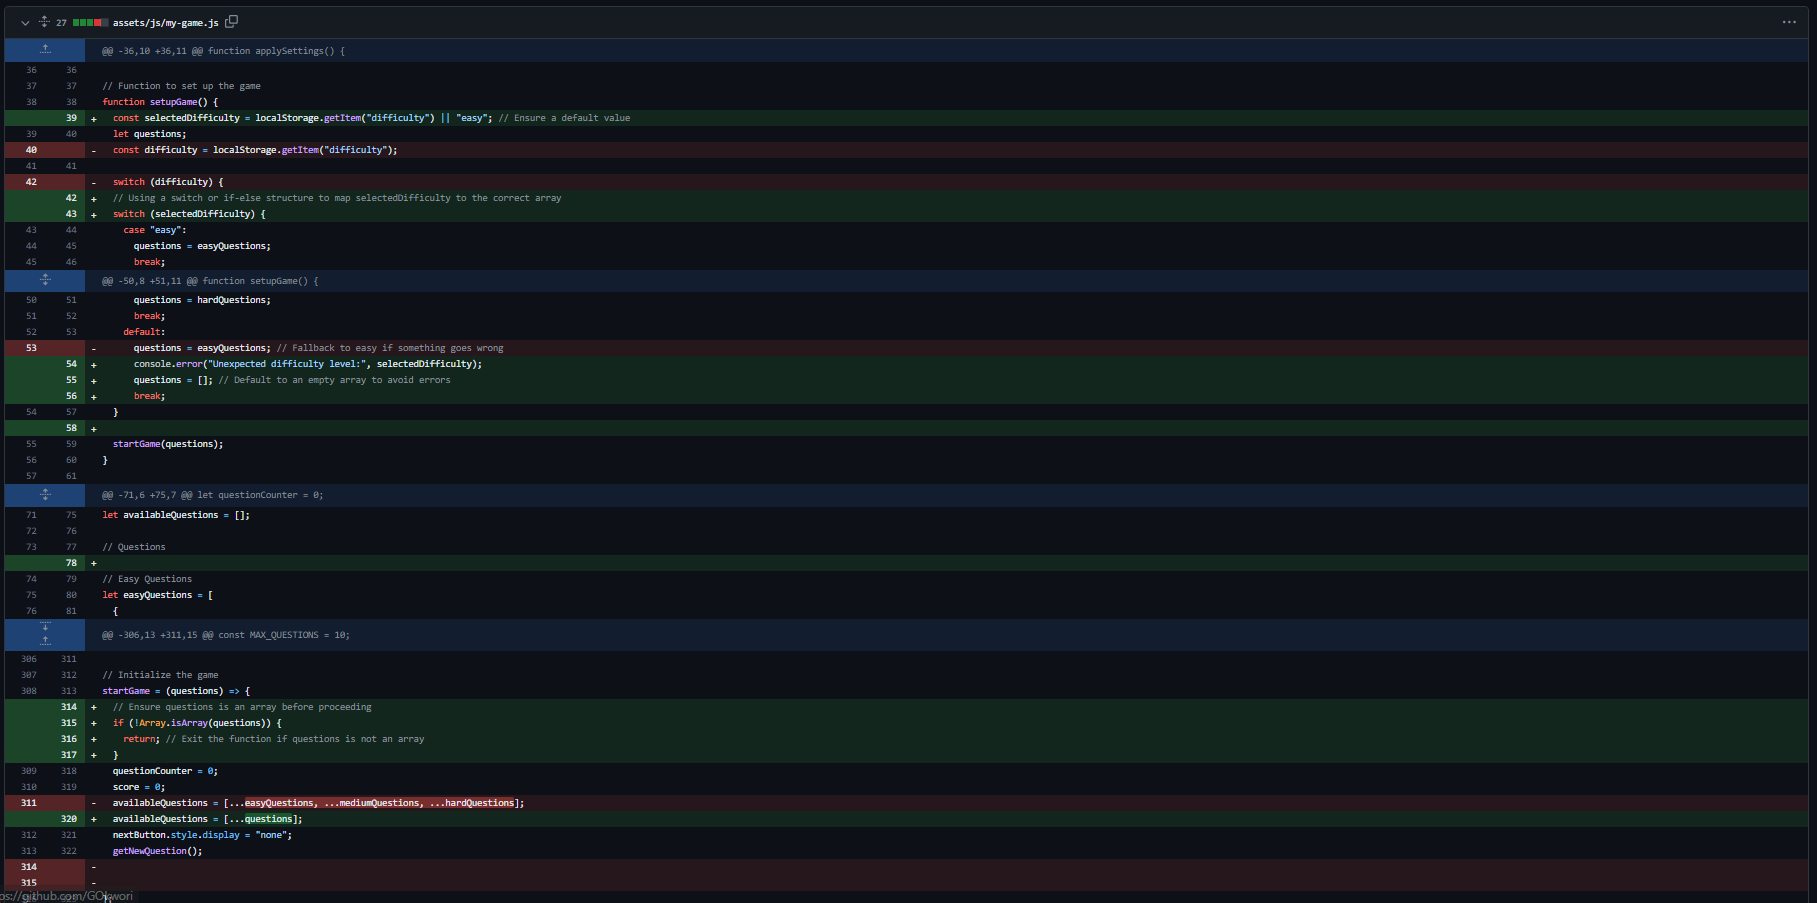 27 assets/js/my-game.js
@@ -36,10 +36,11 @@ function applySettings() {
36 36
37 37 // Function to set up the game
38 38 function setupGame() {
39 + const selectedDifficulty = localStorage.getItem("difficulty") || "easy"; // Ensure a default value
39 40 let questions;
40 - const difficulty = localStorage.getItem("difficulty");
41 41
42 - switch (difficulty) {
42 + // Using a switch or if-else structure to map selectedDifficulty to the correct array
43 + switch (selectedDifficulty) {
43 44 case "easy":
44 45 questions = easyQuestions;
45 46 break;
@@ -50,8 +51,11 @@ function setupGame() {
50 51 questions = hardQuestions;
51 52 break;
52 53 default:
53 - questions = easyQuestions; // Fallback to easy if something goes wrong
54 + console.error("Unexpected difficulty level:", selectedDifficulty);
55 + questions = []; // Default to an empty array to avoid errors
56 + break;
54 57 }
58 +
55 59 startGame(questions);
56 60 }
57 61
@@ -71,6 +75,7 @@ let questionCounter = 0;
71 75 let availableQuestions = [];
72 76
73 77 // Questions
78 +
74 79 // Easy Questions
75 80 let easyQuestions = [
76 81 {
@@ -306,13 +311,15 @@ const MAX_QUESTIONS = 10;
306 311
307 312 // Initialize the game
308 313 startGame = (questions) => {
314 + // Ensure questions is an array before proceeding
315 + if (!Array.isArray(questions)) {
316 + return; // Exit the function if questions is not an array
317 + }
309 318 questionCounter = 0;
310 319 score = 0;
311 - availableQuestions = [...easyQuestions, ...mediumQuestions, ...hardQuestions];
320 + availableQuestions = [...questions];
312 321 nextButton.style.display = "none";
313 322 getNewQuestion();
314 -
315 -
ps://github.com/GOkwori